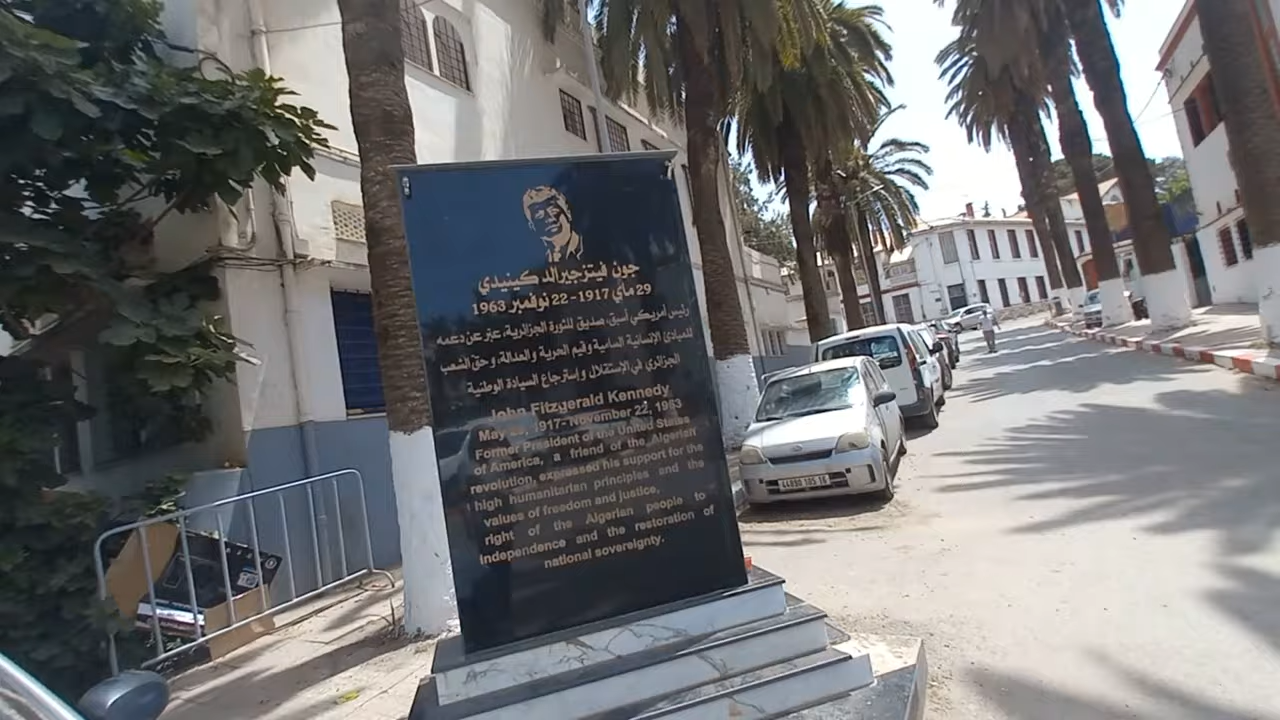 جون فيتزجيرالد كينيدي
29 ماي 1917 - 22 نوفمبر 1963
رئيس أمريكي أسبق، صديق للثورة الجزائرية، عبّر عن دعمه
للمبادئ الإنسانية السامية وقيم الحرية والعدالة، وحق الشعب
الجزائري في الإستقلال وإسترجاع السيادة الوطنية
John Fitzgerald Kennedy
May 29, 1917- November 22, 1963
Former President of the United States
of America, a friend of the Algerian
revolution, expressed his support for the
high humanitarian principles and the
values of freedom and justice,
right of the Algerian people to
independence and the restoration of
national sovereignty.